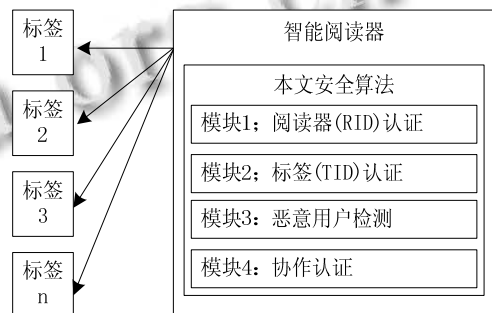 标签
1
标签
2
标签
3
标签
n
智能阅读器
本文安全算法
模块1；阅读器(RID)认证
模块2；标签(TID)认证
模块3：恶意用户检测
模块4：协作认证